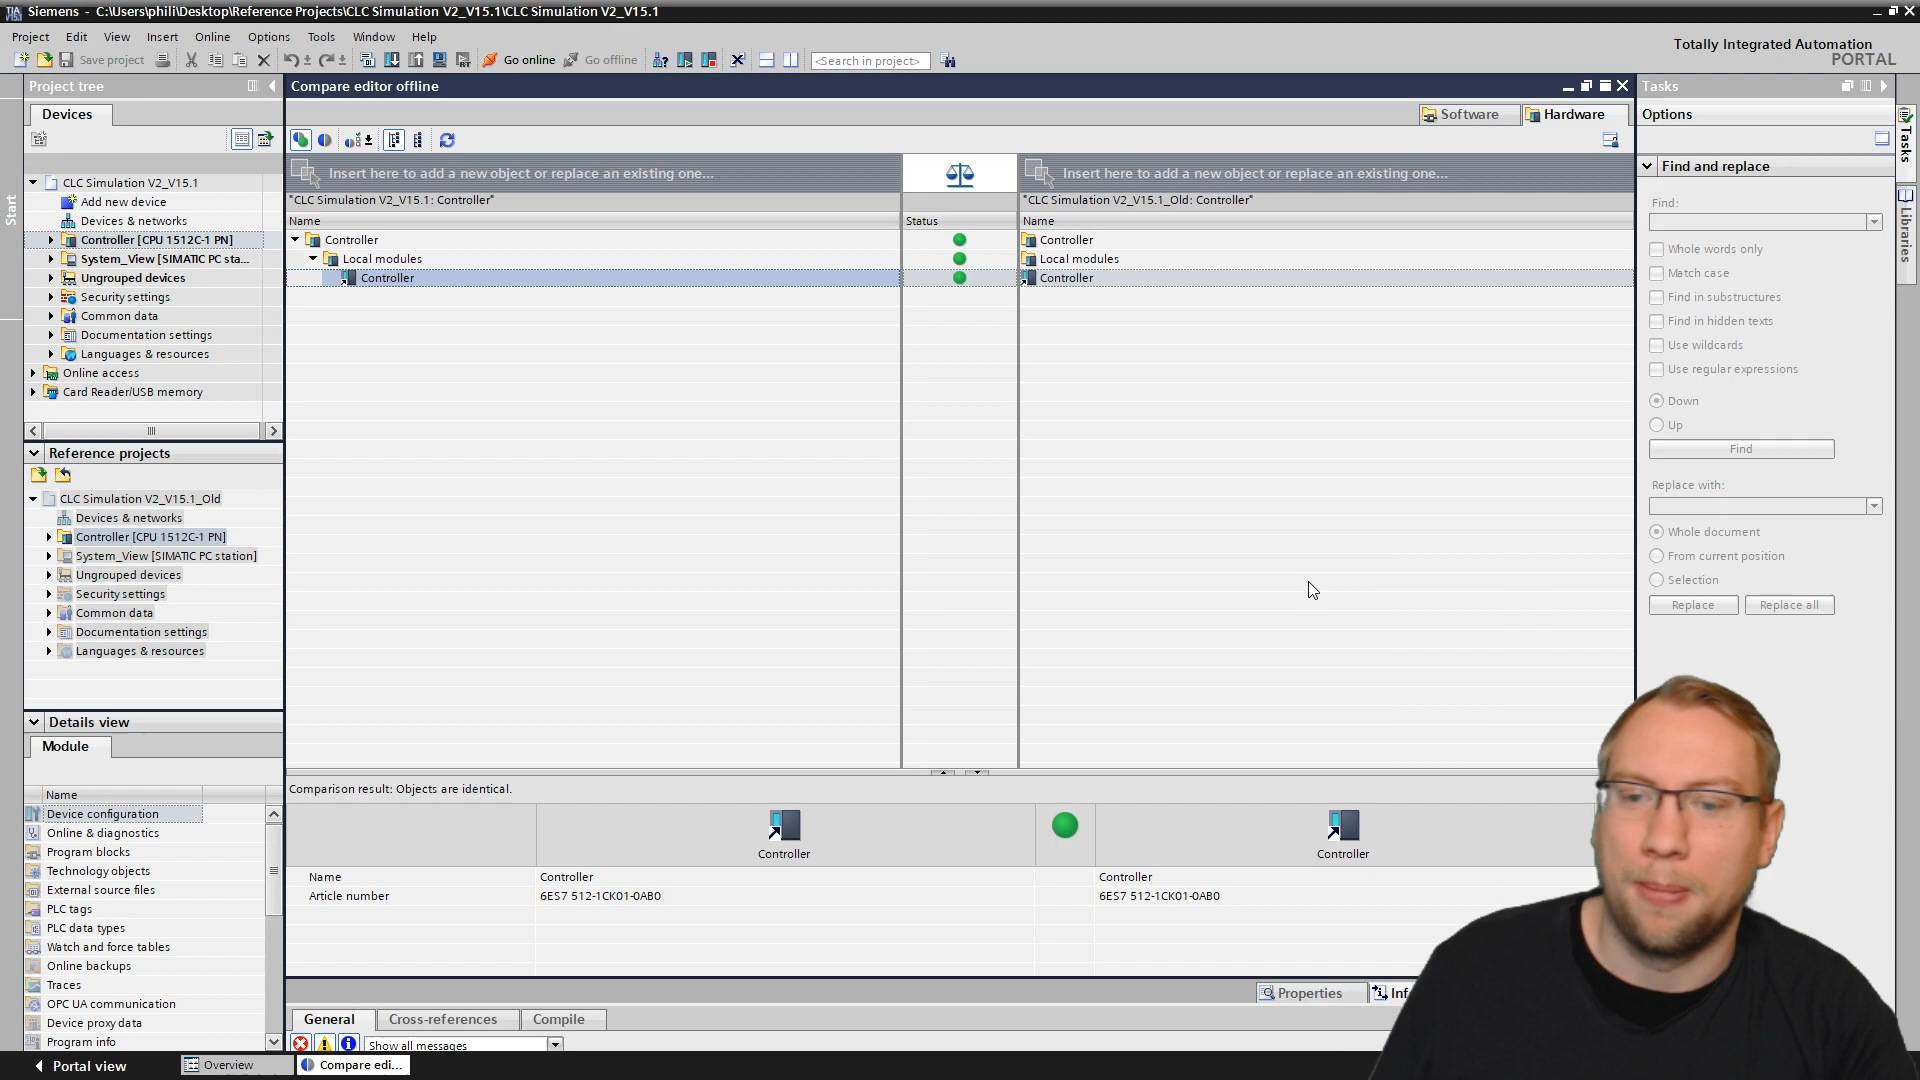 Siemens - C:\Users\phili\Desktop\Reference Projects\CLC Simulation V2_V15.1\CLC Simulation V2_V15.1
Project Edit View Insert Online Options Tools Window Help
Totally Integrated Automation
PORTAL
Save project Go online Go offline <Search in project>
Project tree
Devices
CLC Simulation V2_V15.1
Add new device
Devices & networks
Controller [CPU 1512C-1 PN]
System_View [SIMATIC PC sta...
Ungrouped devices
Security settings
Common data
Documentation settings
Languages & resources
Online access
Card Reader/USB memory
Start
Reference projects
CLC Simulation V2_V15.1_Old
Devices & networks
Controller [CPU 1512C-1 PN]
System_View [SIMATIC PC station]
Ungrouped devices
Security settings
Common data
Documentation settings
Languages & resources
Details view
Module
Name
Device configuration
Online & diagnostics
Program blocks
Technology objects
External source files
PLC tags
PLC data types
Watch and force tables
Online backups
Traces
OPC UA communication
Device proxy data
Program info
Compare editor offline
Software Hardware
Insert here to add a new object or replace an existing one... Insert here to add a new object or replace an existing one...
"CLC Simulation V2_V15.1: Controller" "CLC Simulation V2_V15.1_Old: Controller"
Name Status Name
Controller Controller
Local modules Local modules
Controller Controller
Comparison result: Objects are identical.
Controller Controller
Name Controller Controller
Article number 6ES7 512-1CK01-0AB0 6ES7 512-1CK01-0AB0
Properties Inf
General Cross-references Compile
Show all messages
Tasks
Options
Find and replace
Find:
Whole words only
Match case
Find in substructures
Find in hidden texts
Use wildcards
Use regular expressions
Down
Up
Find
Replace with:
Whole document
From current position
Selection
Replace Replace all
Tasks
Libraries
Portal view Overview Compare edi...